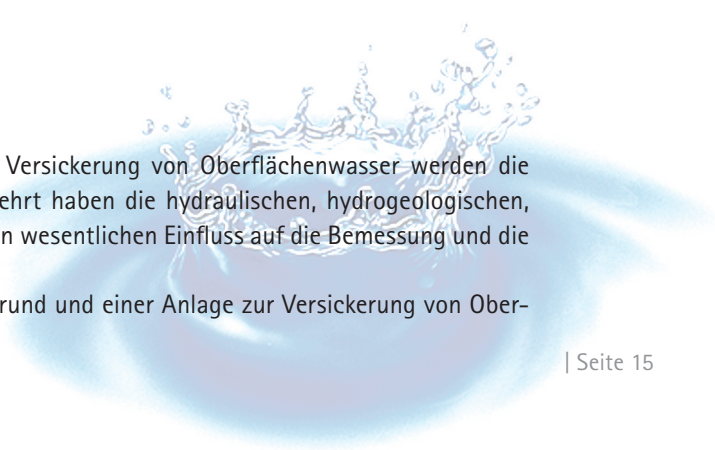 Versickerung von Oberflächenwasser werden die
ehrt haben die hydraulischen, hydrogeologischen,
n wesentlichen Einfluss auf die Bemessung und die
rund und einer Anlage zur Versickerung von Ober-
| Seite 15